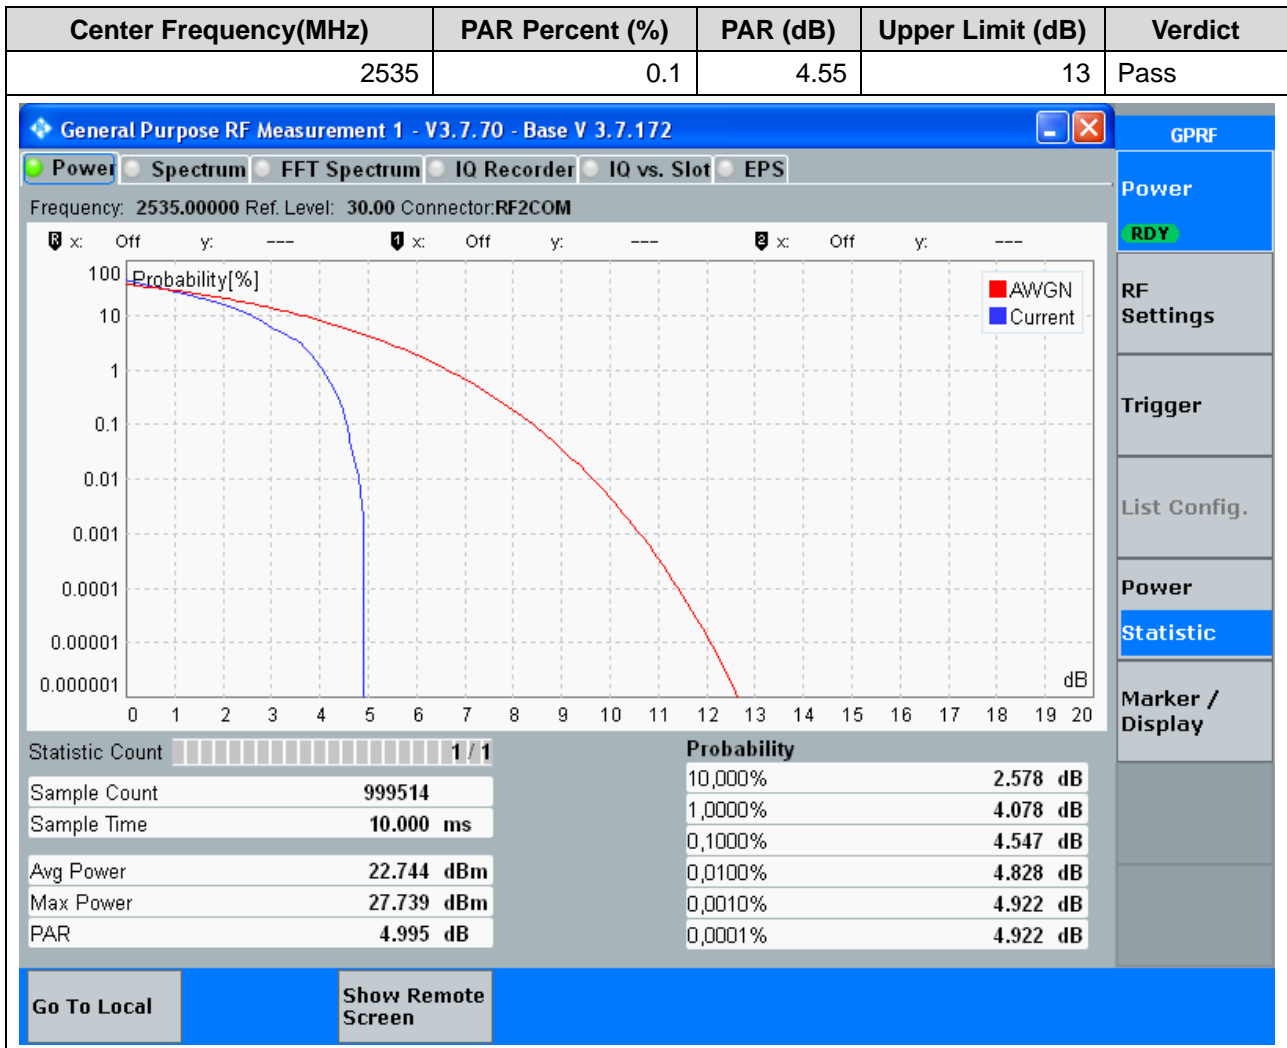 Center Frequency(MHz) PAR Percent (%) PAR (dB) Upper Limit (dB) Verdict
2535 0.1 4.55 13 Pass
General Purpose RF Measurement 1 - V3.7.70 - Base V 3.7.172
GPRF
Power Spectrum FFT Spectrum IQ Recorder IQ vs. Slot EPS
Power
RDY
Frequency: 2535.00000 Ref. Level: 30.00 Connector:RF2COM
R x: Off y: --- 1 x: Off y: --- 2 x: Off y: ---
Probability[%]
AWGN
Current
100
10
1
0.1
0.01
0.001
0.0001
0.00001
0.000001
dB
0 1 2 3 4 5 6 7 8 9 10 11 12 13 14 15 16 17 18 19 20
RF
Settings
Trigger
List Config.
Power
Statistic
Marker /
Display
Statistic Count 1 / 1
Sample Count 999514
Sample Time 10.000 ms
Avg Power 22.744 dBm
Max Power 27.739 dBm
PAR 4.995 dB
Probability
10,000% 2.578 dB
1,0000% 4.078 dB
0,1000% 4.547 dB
0,0100% 4.828 dB
0,0010% 4.922 dB
0,0001% 4.922 dB
Go To Local
Show Remote
Screen